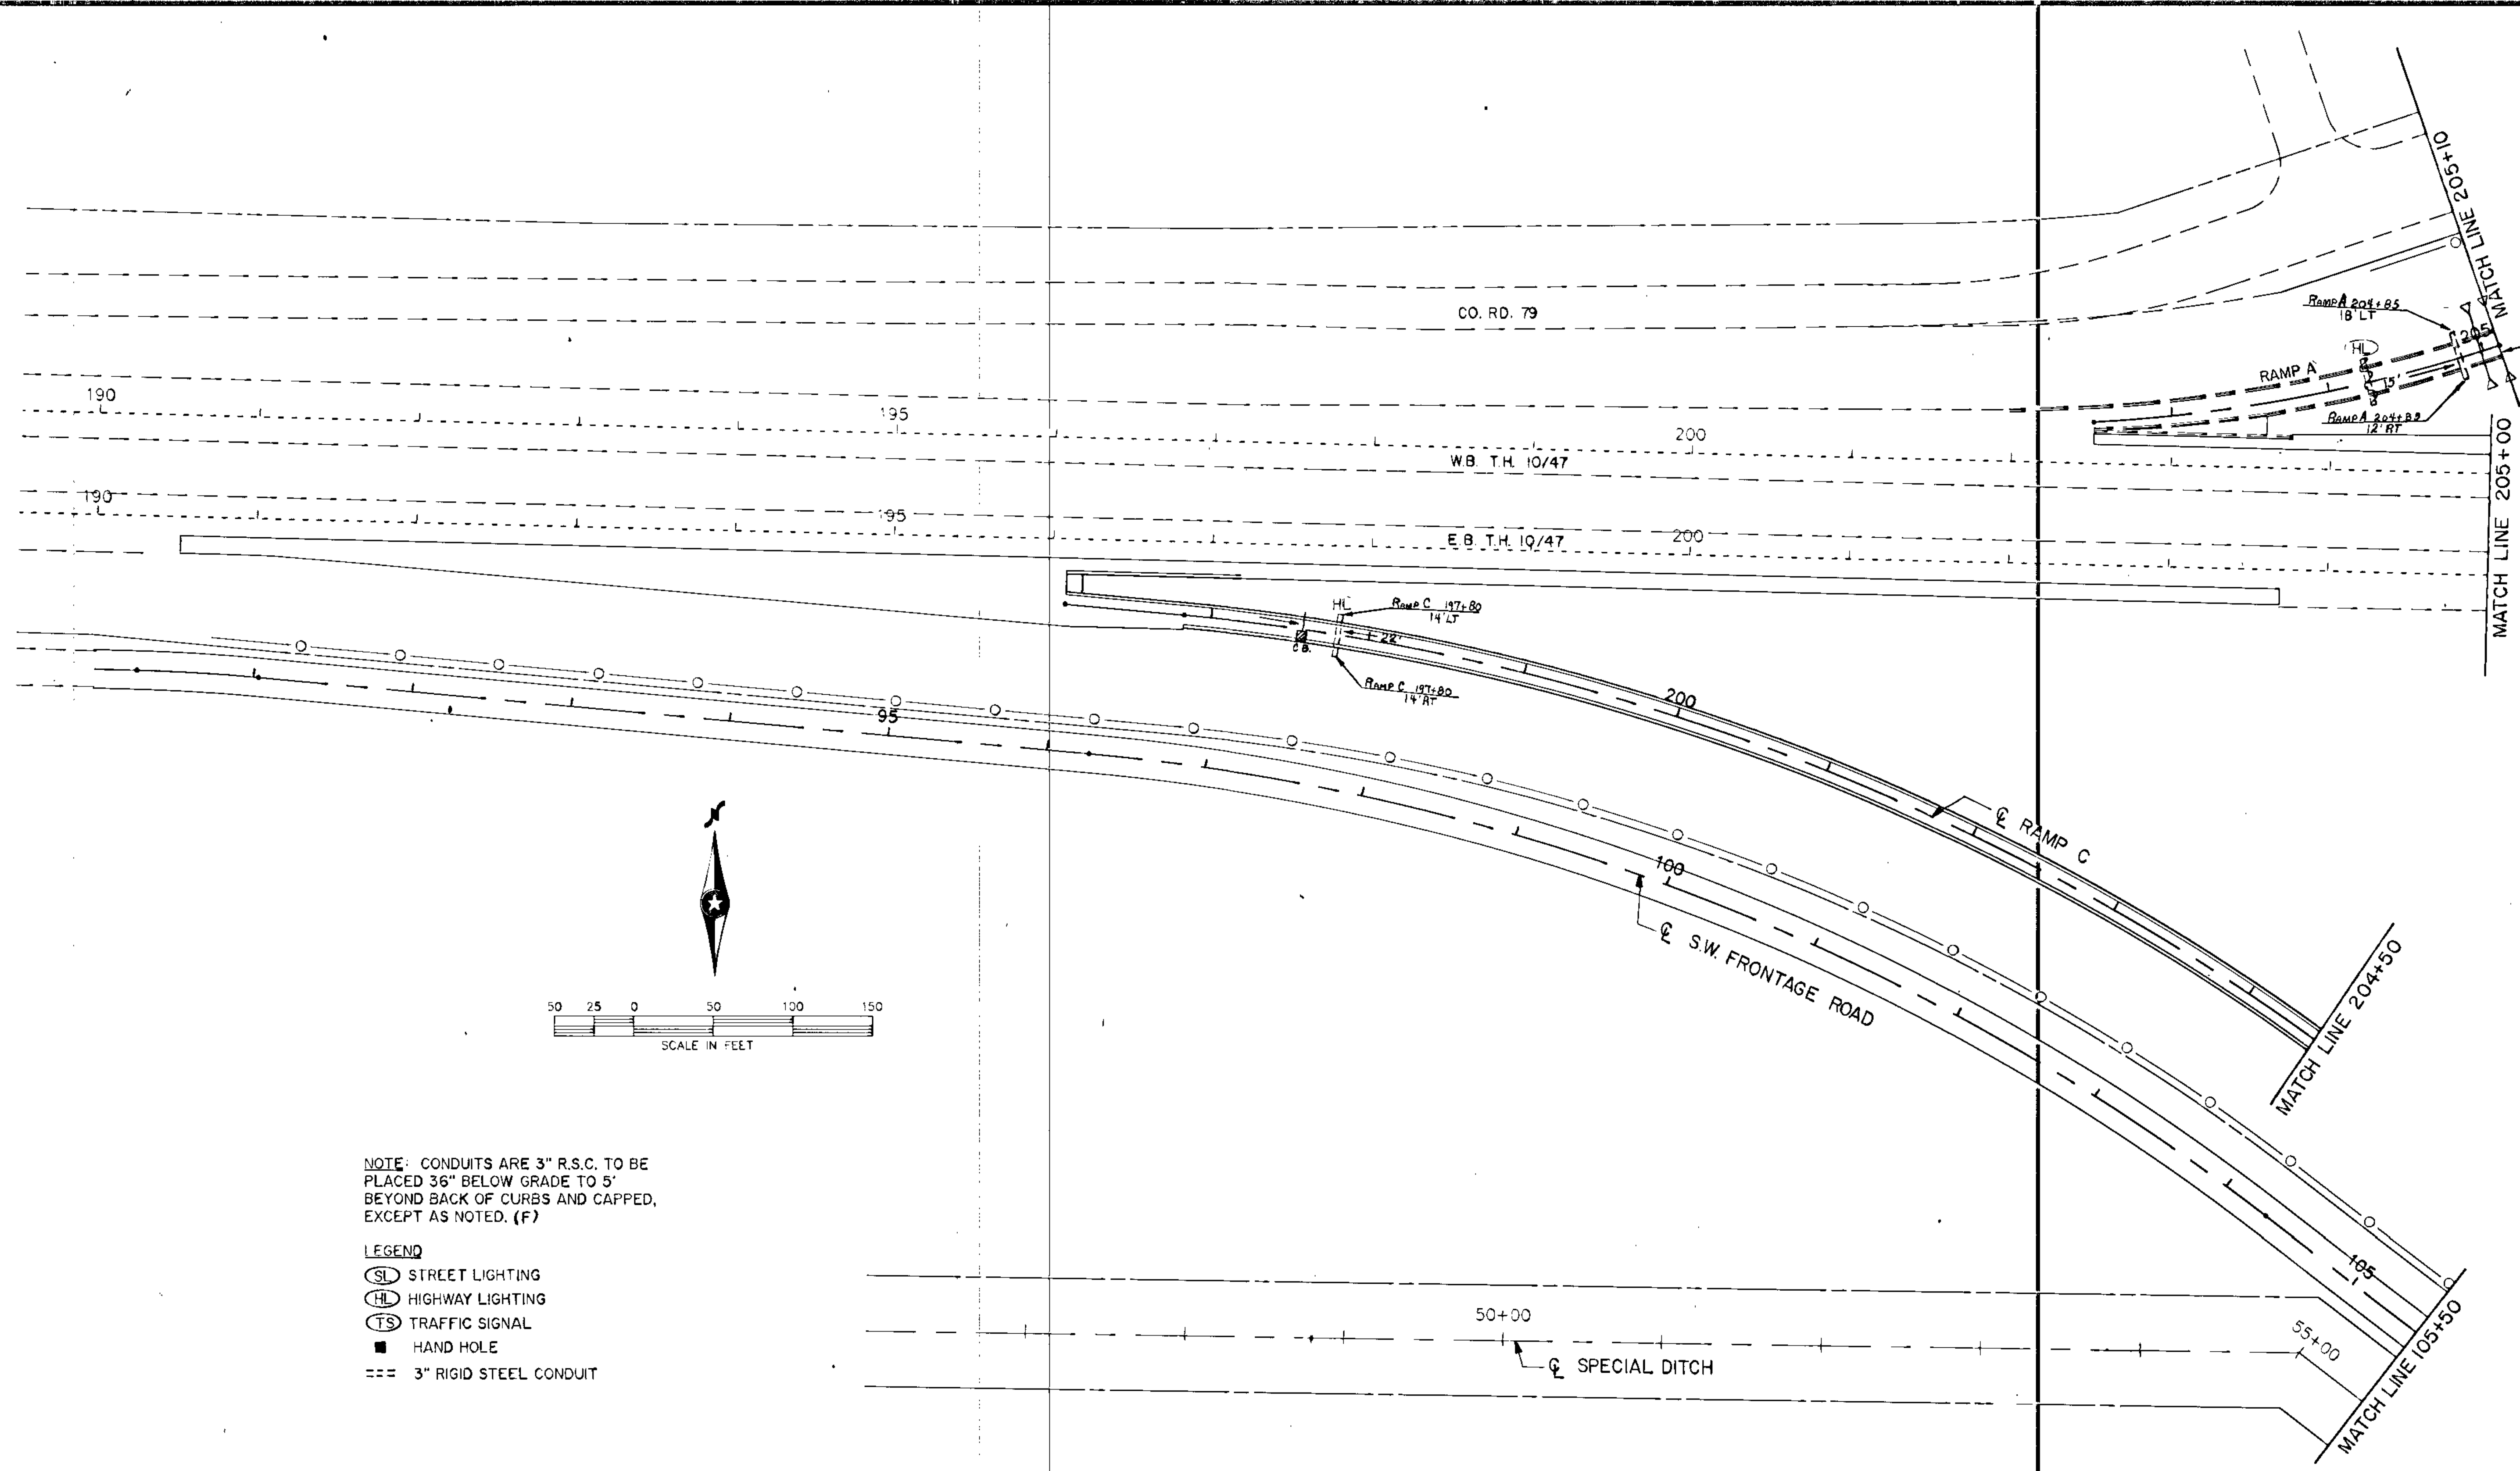 MATCH LINE 205+10
CO. RD. 79
RAMP A 204+85
18' LT
205
HL
RAMP A
15'
RAMP A 204+85
12' RT
190
195
200
W.B. T.H. 10/47
MATCH LINE 205+00
190
195
200
E.B. T.H. 10/47
HL
RAMP C 197+80
14' LT
22'
C.B.
RAMP C 197+80
14' RT
200
95
N
℄ RAMP C
100
℄ S.W. FRONTAGE ROAD
MATCH LINE 204+50
50 25 0 50 100 150
SCALE IN FEET
NOTE: CONDUITS ARE 3" R.S.C. TO BE
PLACED 36" BELOW GRADE TO 5'
BEYOND BACK OF CURBS AND CAPPED,
EXCEPT AS NOTED. (F)
LEGEND
SL STREET LIGHTING
HL HIGHWAY LIGHTING
TS TRAFFIC SIGNAL
HAND HOLE
3" RIGID STEEL CONDUIT
105
50+00
55+00
℄ SPECIAL DITCH
MATCH LINE 105+50